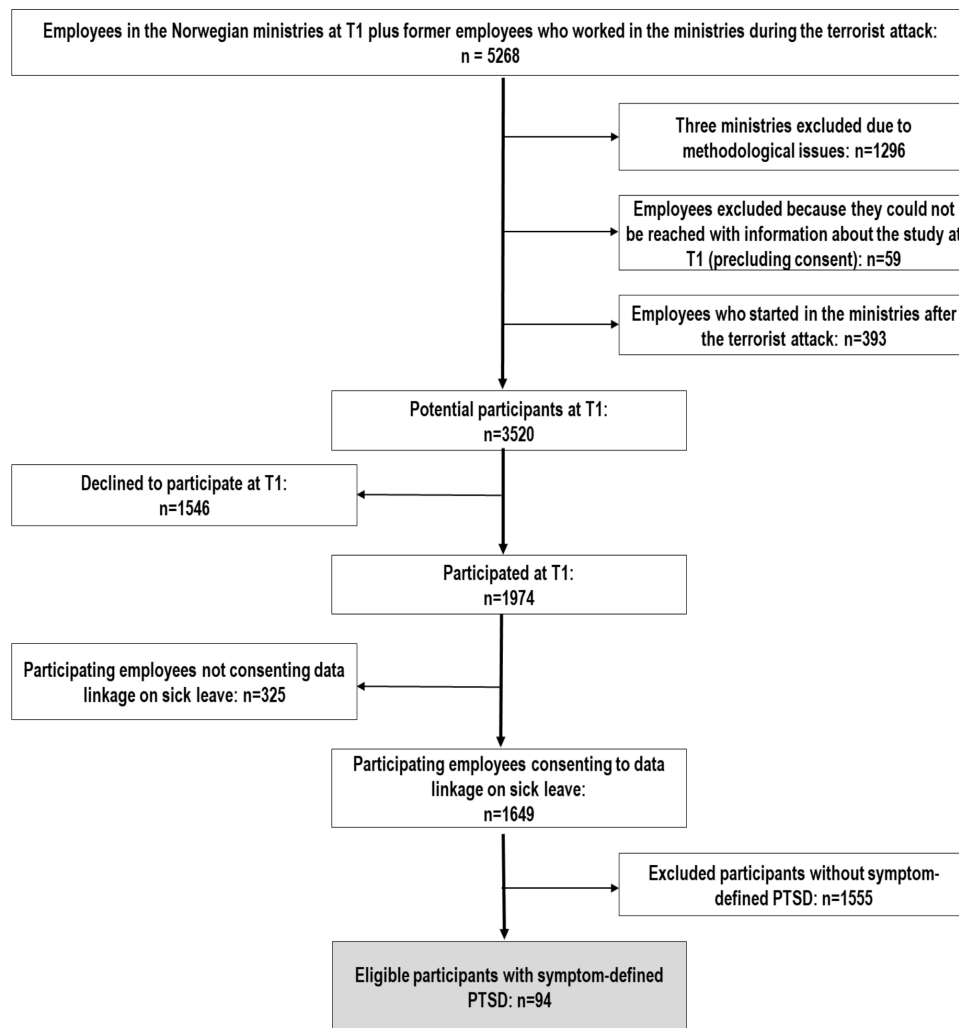 Employees in the Norwegian ministries at T1 plus former employees who worked in the ministries during the terrorist attack:
n = 5268
Three ministries excluded due to
methodological issues: n=1296
Employees excluded because they could not
be reached with information about the study at
T1 (precluding consent): n=59
Employees who started in the ministries after
the terrorist attack: n=393
Potential participants at T1:
n=3520
Declined to participate at T1:
n=1546
Participated at T1:
n=1974
Participating employees not consenting data
linkage on sick leave: n=325
Participating employees consenting to data
linkage on sick leave:
n=1649
Excluded participants without symptom-
defined PTSD: n=1555
Eligible participants with symptom-defined
PTSD: n=94